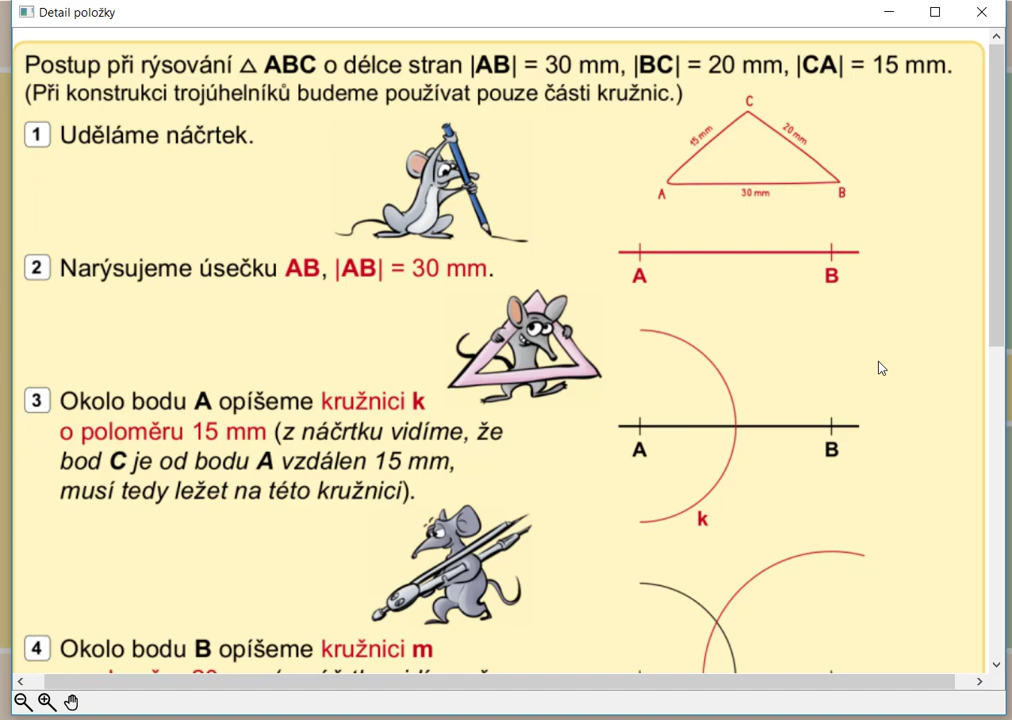 Detail položky
Postup při rýsování △ ABC o délce stran |AB| = 30 mm, |BC| = 20 mm, |CA| = 15 mm.
(Při konstrukci trojúhelníků budeme používat pouze části kružnic.)
1 Uděláme náčrtek.
C
15 mm
20 mm
A
30 mm
B
2 Narýsujeme úsečku AB, |AB| = 30 mm.
A B
3 Okolo bodu A opíšeme kružnici k
o poloměru 15 mm (z náčrtku vidíme, že
bod C je od bodu A vzdálen 15 mm,
musí tedy ležet na této kružnici).
A B
k
4 Okolo bodu B opíšeme kružnici m